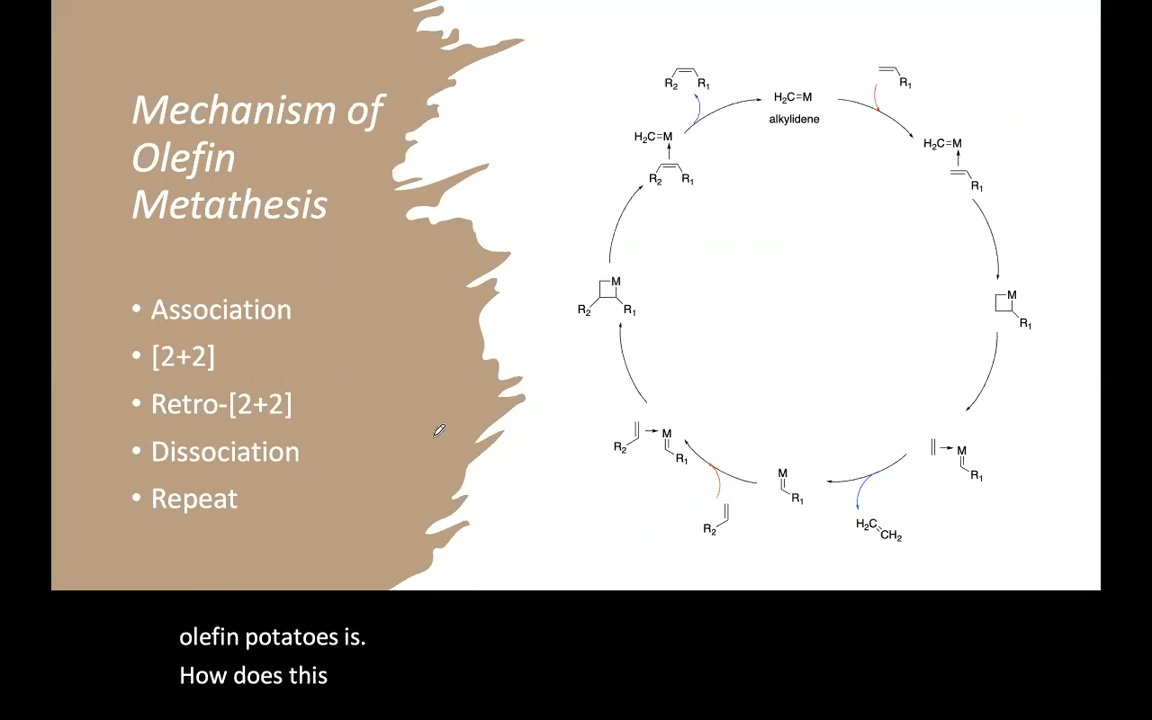 Mechanism of
Olefin
Metathesis
• Association
• [2+2]
• Retro-[2+2]
• Dissociation
• Repeat
R₂ R₁
H₂C=M
alkylidene
R₁
H₂C=M
R₁
M
R₁
M
R₁
H₂C CH₂
M
R₁
R₂
M
R₂
R₁
M
R₂ R₁
H₂C=M
R₂ R₁
olefin potatoes is.
How does this